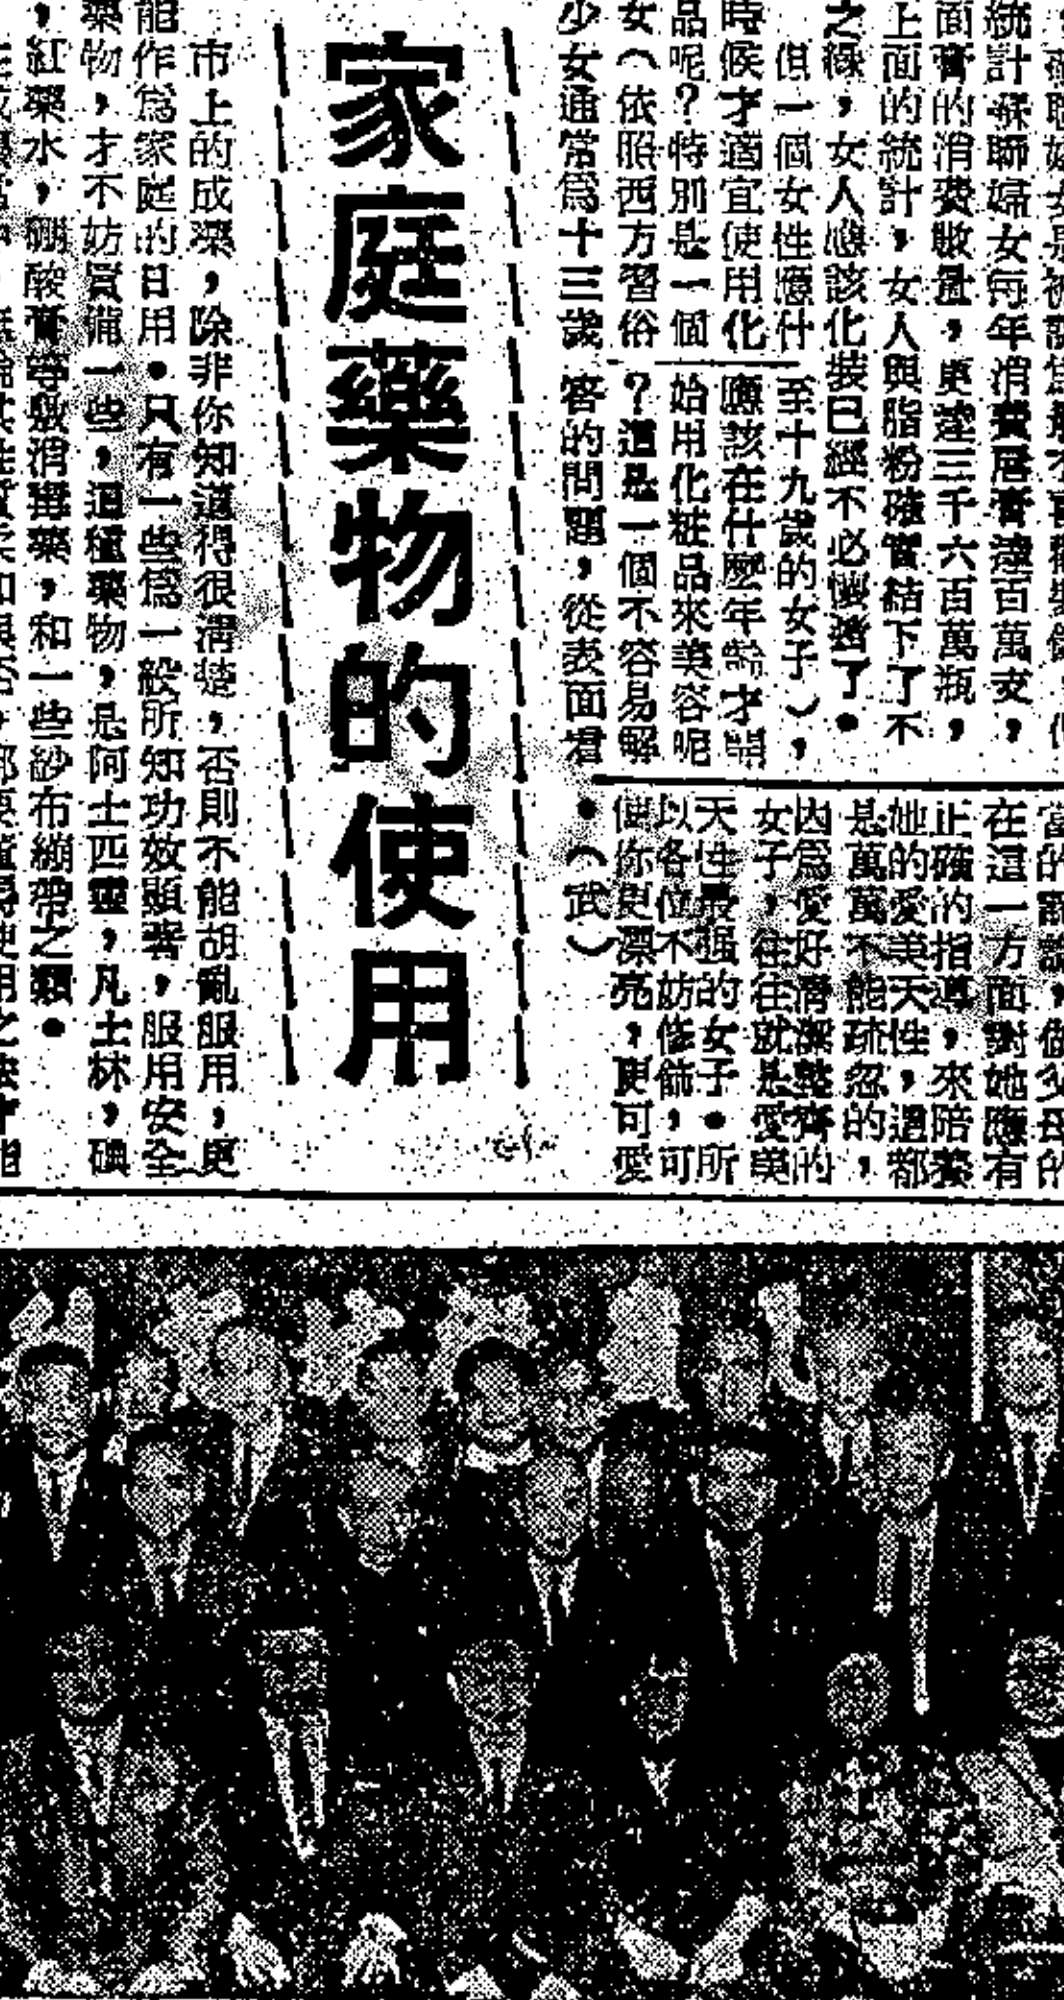 統計蘇聯婦女每年消費唇膏達百萬支，
面膏的消費數量，更達三千六百萬瓶，
上面的統計，女人與脂粉確實結下了不
之緣，女人應該化裝已經不必懷疑了●
但一個女性應什
時候才適宜使用化
品呢？特別是一個
女（依照西方習俗
少女通常爲十三歲
至十九歲的女子），
應該在什麼年齡才開
始用化粧品來美容呢
？這是一個不容易解
答的問題，從表面看
當的
在這一方面對她應有
正確的指導，來陪養
她的愛美天性，這都
是萬萬不能疏忽的，
因爲愛好清潔整齊的
女子，往往就是愛美
天性最强的女子●所
以各位不妨修飾，可
使你更漂亮，更可愛
●（武）
家庭藥物的使用
市上的成藥，除非你知道得很清楚，否則不能胡亂服用，更
能作爲家庭的日用●只有一些爲一般所知功效顯著，服用安全
藥物，才不妨買備一些，這種藥物，是阿士匹靈，凡士林，碘
，紅藥水，硼酸膏等數消毒藥，和一些紗布繃帶之類●